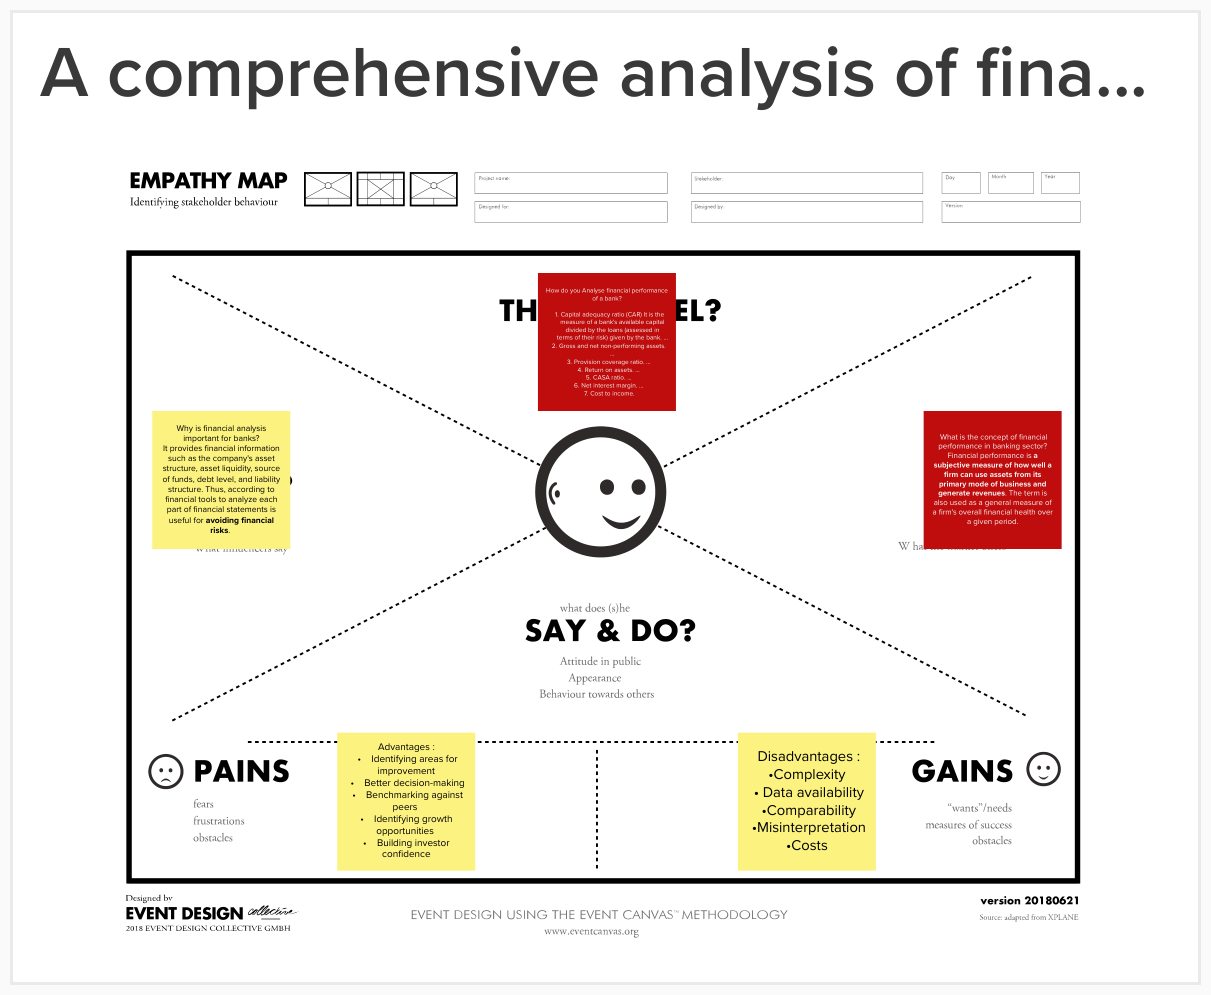 A comprehensive analysis of fina...
EMPATHY MAP
Identifying stakeholder behaviour
Project name:
Stakeholder:
Day
Month
Year
Designed for:
Designed by:
Version:
TH
EL?
How do you Analyse financial performance
of a bank?
1. Capital adequacy ratio (CAR) It is the
measure of a bank's available capital
divided by the loans (assessed in
terms of their risk) given by the bank. ...
2. Gross and net non-performing assets.
...
3. Provision coverage ratio. ...
4. Return on assets. ...
5. CASA ratio. ...
6. Net interest margin. ...
7. Cost to income.
Why is financial analysis
important for banks?
It provides financial information
such as the company's asset
structure, asset liquidity, source
of funds, debt level, and liability
structure. Thus, according to
financial tools to analyze each
part of financial statements is
useful for avoiding financial
risks.
What influencers say
What is the concept of financial
performance in banking sector?
Financial performance is a
subjective measure of how well a
firm can use assets from its
primary mode of business and
generate revenues. The term is
also used as a general measure of
a firm's overall financial health over
a given period.
what does (s)he
SAY & DO?
Attitude in public
Appearance
Behaviour towards others
PAINS
fears
frustrations
obstacles
Advantages :
• Identifying areas for
improvement
• Better decision-making
• Benchmarking against
peers
• Identifying growth
opportunities
• Building investor
confidence
Disadvantages :
•Complexity
• Data availability
•Comparability
•Misinterpretation
•Costs
GAINS
"wants"/needs
measures of success
obstacles
Designed by
EVENT DESIGN collective
2018 EVENT DESIGN COLLECTIVE GMBH
EVENT DESIGN USING THE EVENT CANVAS™ METHODOLOGY
www.eventcanvas.org
version 20180621
Source: adapted from XPLANE